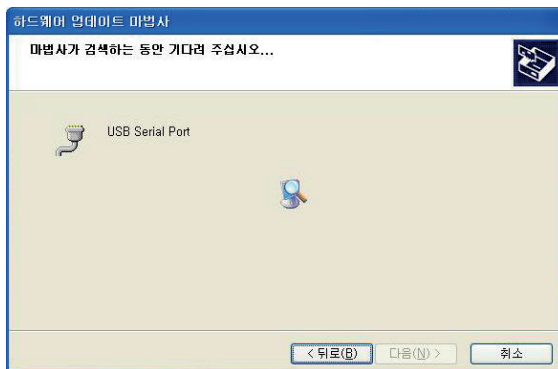 하드웨어 업데이트 마법사
마법사가 검색하는 동안 기다려 주십시오...
USB Serial Port
< 뒤로(B)
다음(N) >
취소